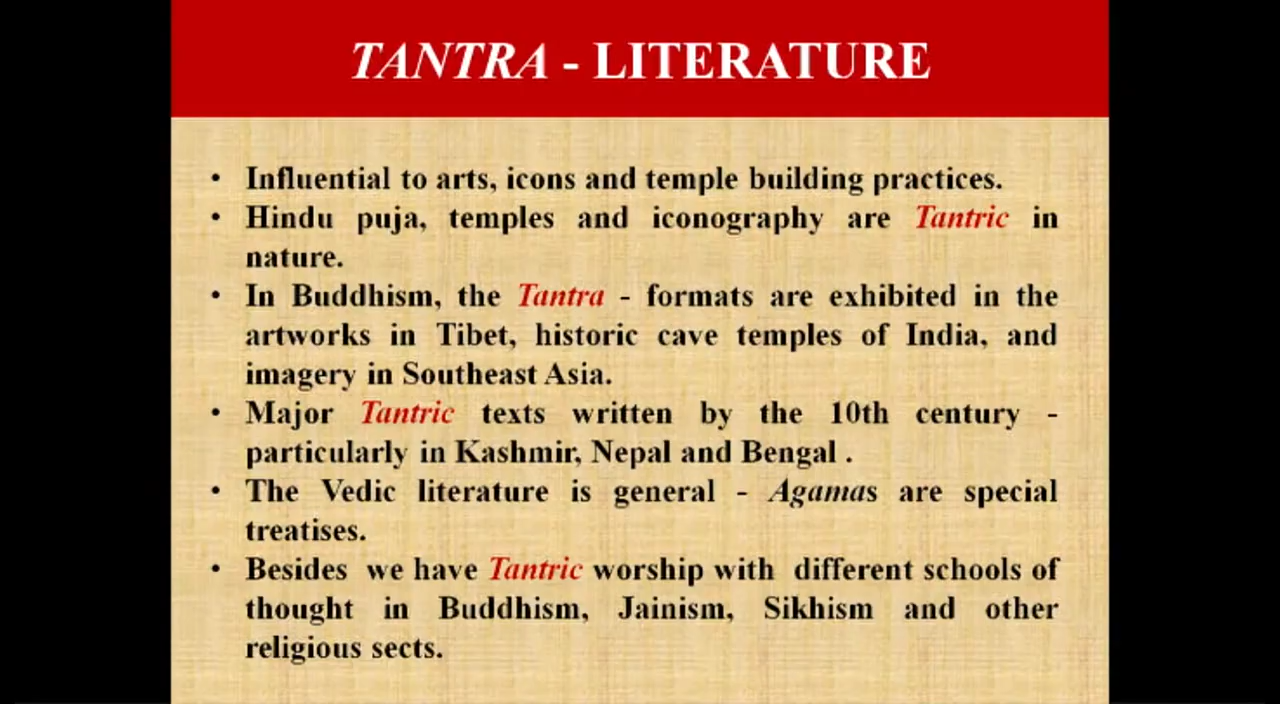 TANTRA - LITERATURE
• Influential to arts, icons and temple building practices.
• Hindu puja, temples and iconography are Tantric in
nature.
• In Buddhism, the Tantra - formats are exhibited in the
artworks in Tibet, historic cave temples of India, and
imagery in Southeast Asia.
• Major Tantric texts written by the 10th century -
particularly in Kashmir, Nepal and Bengal .
• The Vedic literature is general - Agamas are special
treatises.
• Besides we have Tantric worship with different schools of
thought in Buddhism, Jainism, Sikhism and other
religious sects.